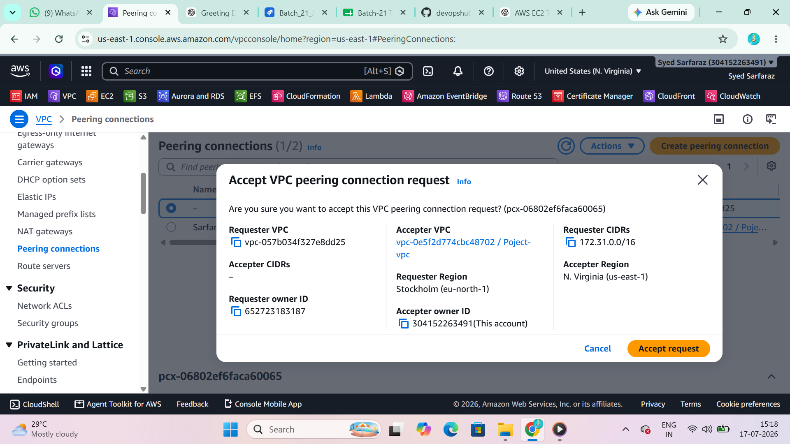 (9) WhatsA
Peering co
Greeting E
Batch_21_
Batch-21 T
devopshub
AWS EC2 T
Ask Gemini
us-east-1.console.aws.amazon.com/vpcconsole/home?region=us-east-1#PeeringConnections:
aws
Search
[Alt+S]
United States (N. Virginia)
Syed Sarfaraz (304152263491)
Syed Sarfaraz
IAM
VPC
EC2
S3
Aurora and RDS
EFS
CloudFormation
Lambda
Amazon EventBridge
Route 53
Certificate Manager
CloudFront
CloudWatch
VPC
Peering connections
Egress-only internet
gateways
Carrier gateways
DHCP option sets
Elastic IPs
Managed prefix lists
NAT gateways
Peering connections
Route servers
Security
Network ACLs
Security groups
PrivateLink and Lattice
Getting started
Endpoints
Peering connections (1/2) Info
Actions
Create peering connection
Find peeri
1
Name
–
Sarfar
d25
02 / Poje...
Accept VPC peering connection request Info
Are you sure you want to accept this VPC peering connection request? (pcx-06802ef6faca60065)
Requester VPC
vpc-057b034f327e8dd25
Accepter CIDRs
–
Requester owner ID
652723183187
Accepter VPC
vpc-0e5f2d774cbc48702 / Poject-
vpc
Requester Region
Stockholm (eu-north-1)
Accepter owner ID
304152263491(This account)
Requester CIDRs
172.31.0.0/16
Accepter Region
N. Virginia (us-east-1)
Cancel
Accept request
pcx-06802ef6faca60065
CloudShell
Agent Toolkit for AWS
Feedback
Console Mobile App
© 2026, Amazon Web Services, Inc. or its affiliates.
Privacy
Terms
Cookie preferences
29°C
Mostly cloudy
Search
ENG
IN
15:18
17-07-2026